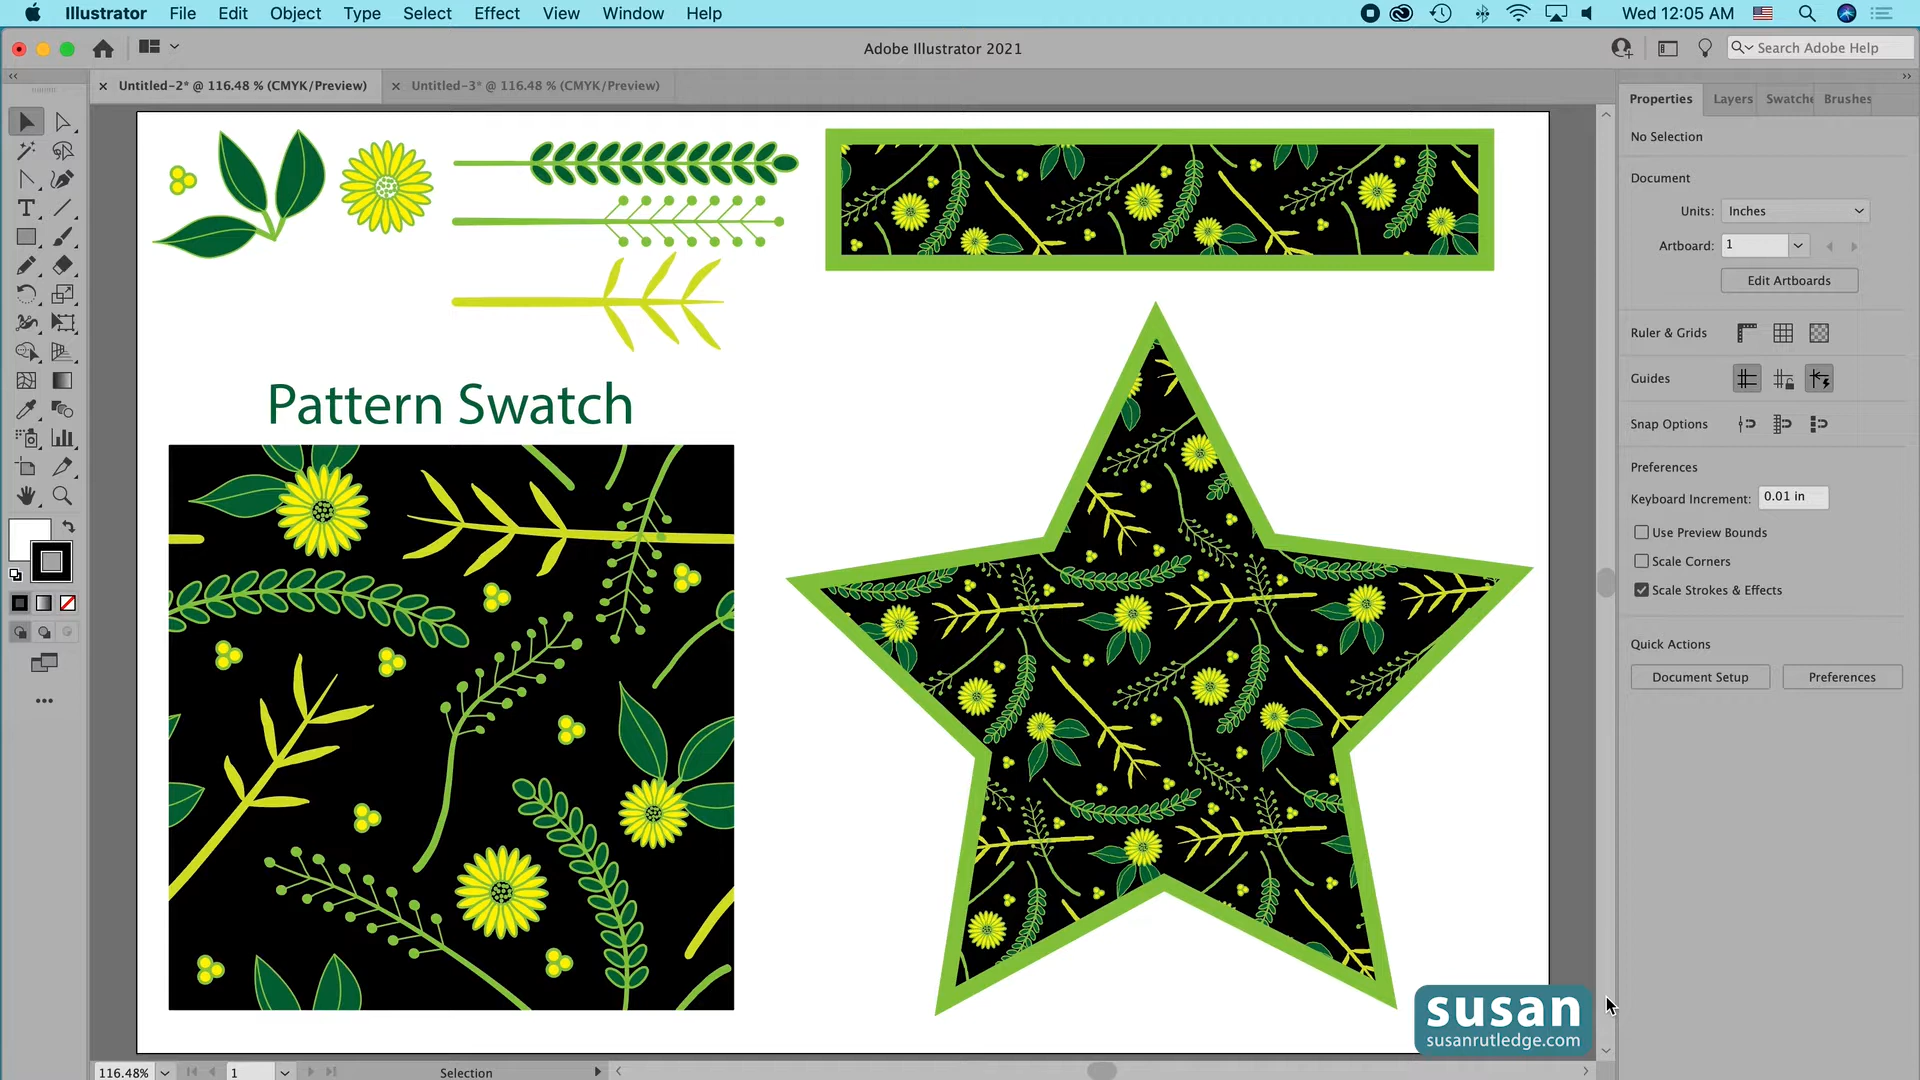 Illustrator File Edit Object Type Select Effect View Window Help
Wed 12:05 AM
Adobe Illustrator 2021
Search Adobe Help
Untitled-2* @ 116.48 % (CMYK/Preview)
Untitled-3* @ 116.48 % (CMYK/Preview)
Properties Layers Swatche Brushes
No Selection
Document
Units: Inches
Artboard: 1
Edit Artboards
Ruler & Grids
Guides
Snap Options
Preferences
Keyboard Increment: 0.01 in
Use Preview Bounds
Scale Corners
Scale Strokes & Effects
Quick Actions
Document Setup Preferences
Pattern Swatch
susan
susanrutledge.com
116.48% 1 Selection